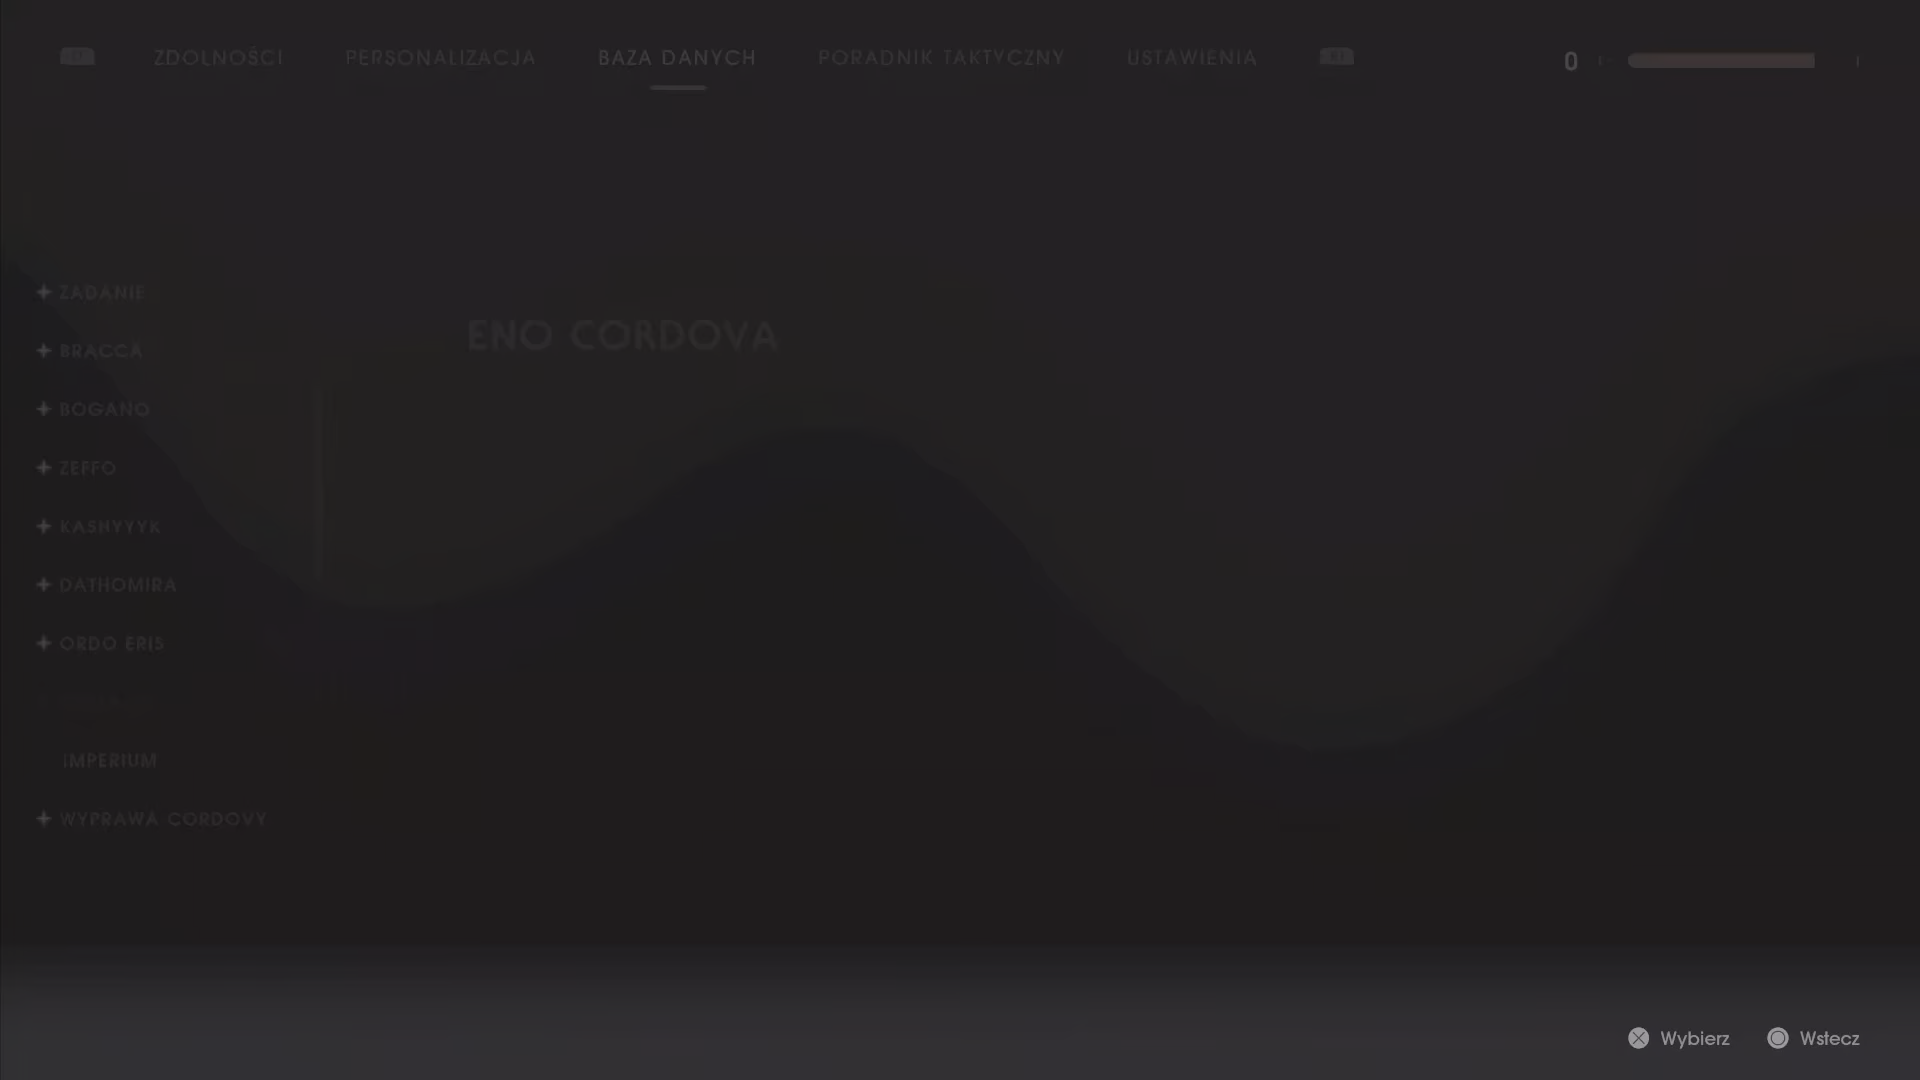 ZDOLNOŚCI PERSONALIZACJA BAZA DANYCH PORADNIK TAKTYCZNY USTAWIENIA 0
ZADANIE
ENO CORDOVA
BRACCA
BOGANO
ZEFFO
KASHYYYK
DATHOMIRA
ORDO ERIS
IMPERIUM
WYPRAWA CORDOVY
Wybierz Wstecz